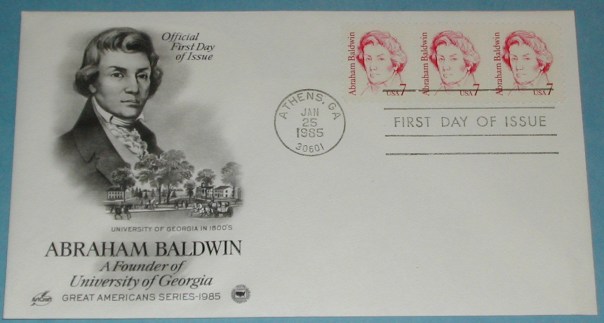 Official
First Day
of Issue
UNIVERSITY OF GEORGIA IN 1800'S
ABRAHAM BALDWIN
A Founder of
University of Georgia
GREAT AMERICANS SERIES-1985
ArtCraft
ATHENS, GA
JAN
25
1985
30601
Abraham Baldwin
USA 7
Abraham Baldwin
USA 7
Abraham Baldwin
USA 7
FIRST DAY OF ISSUE